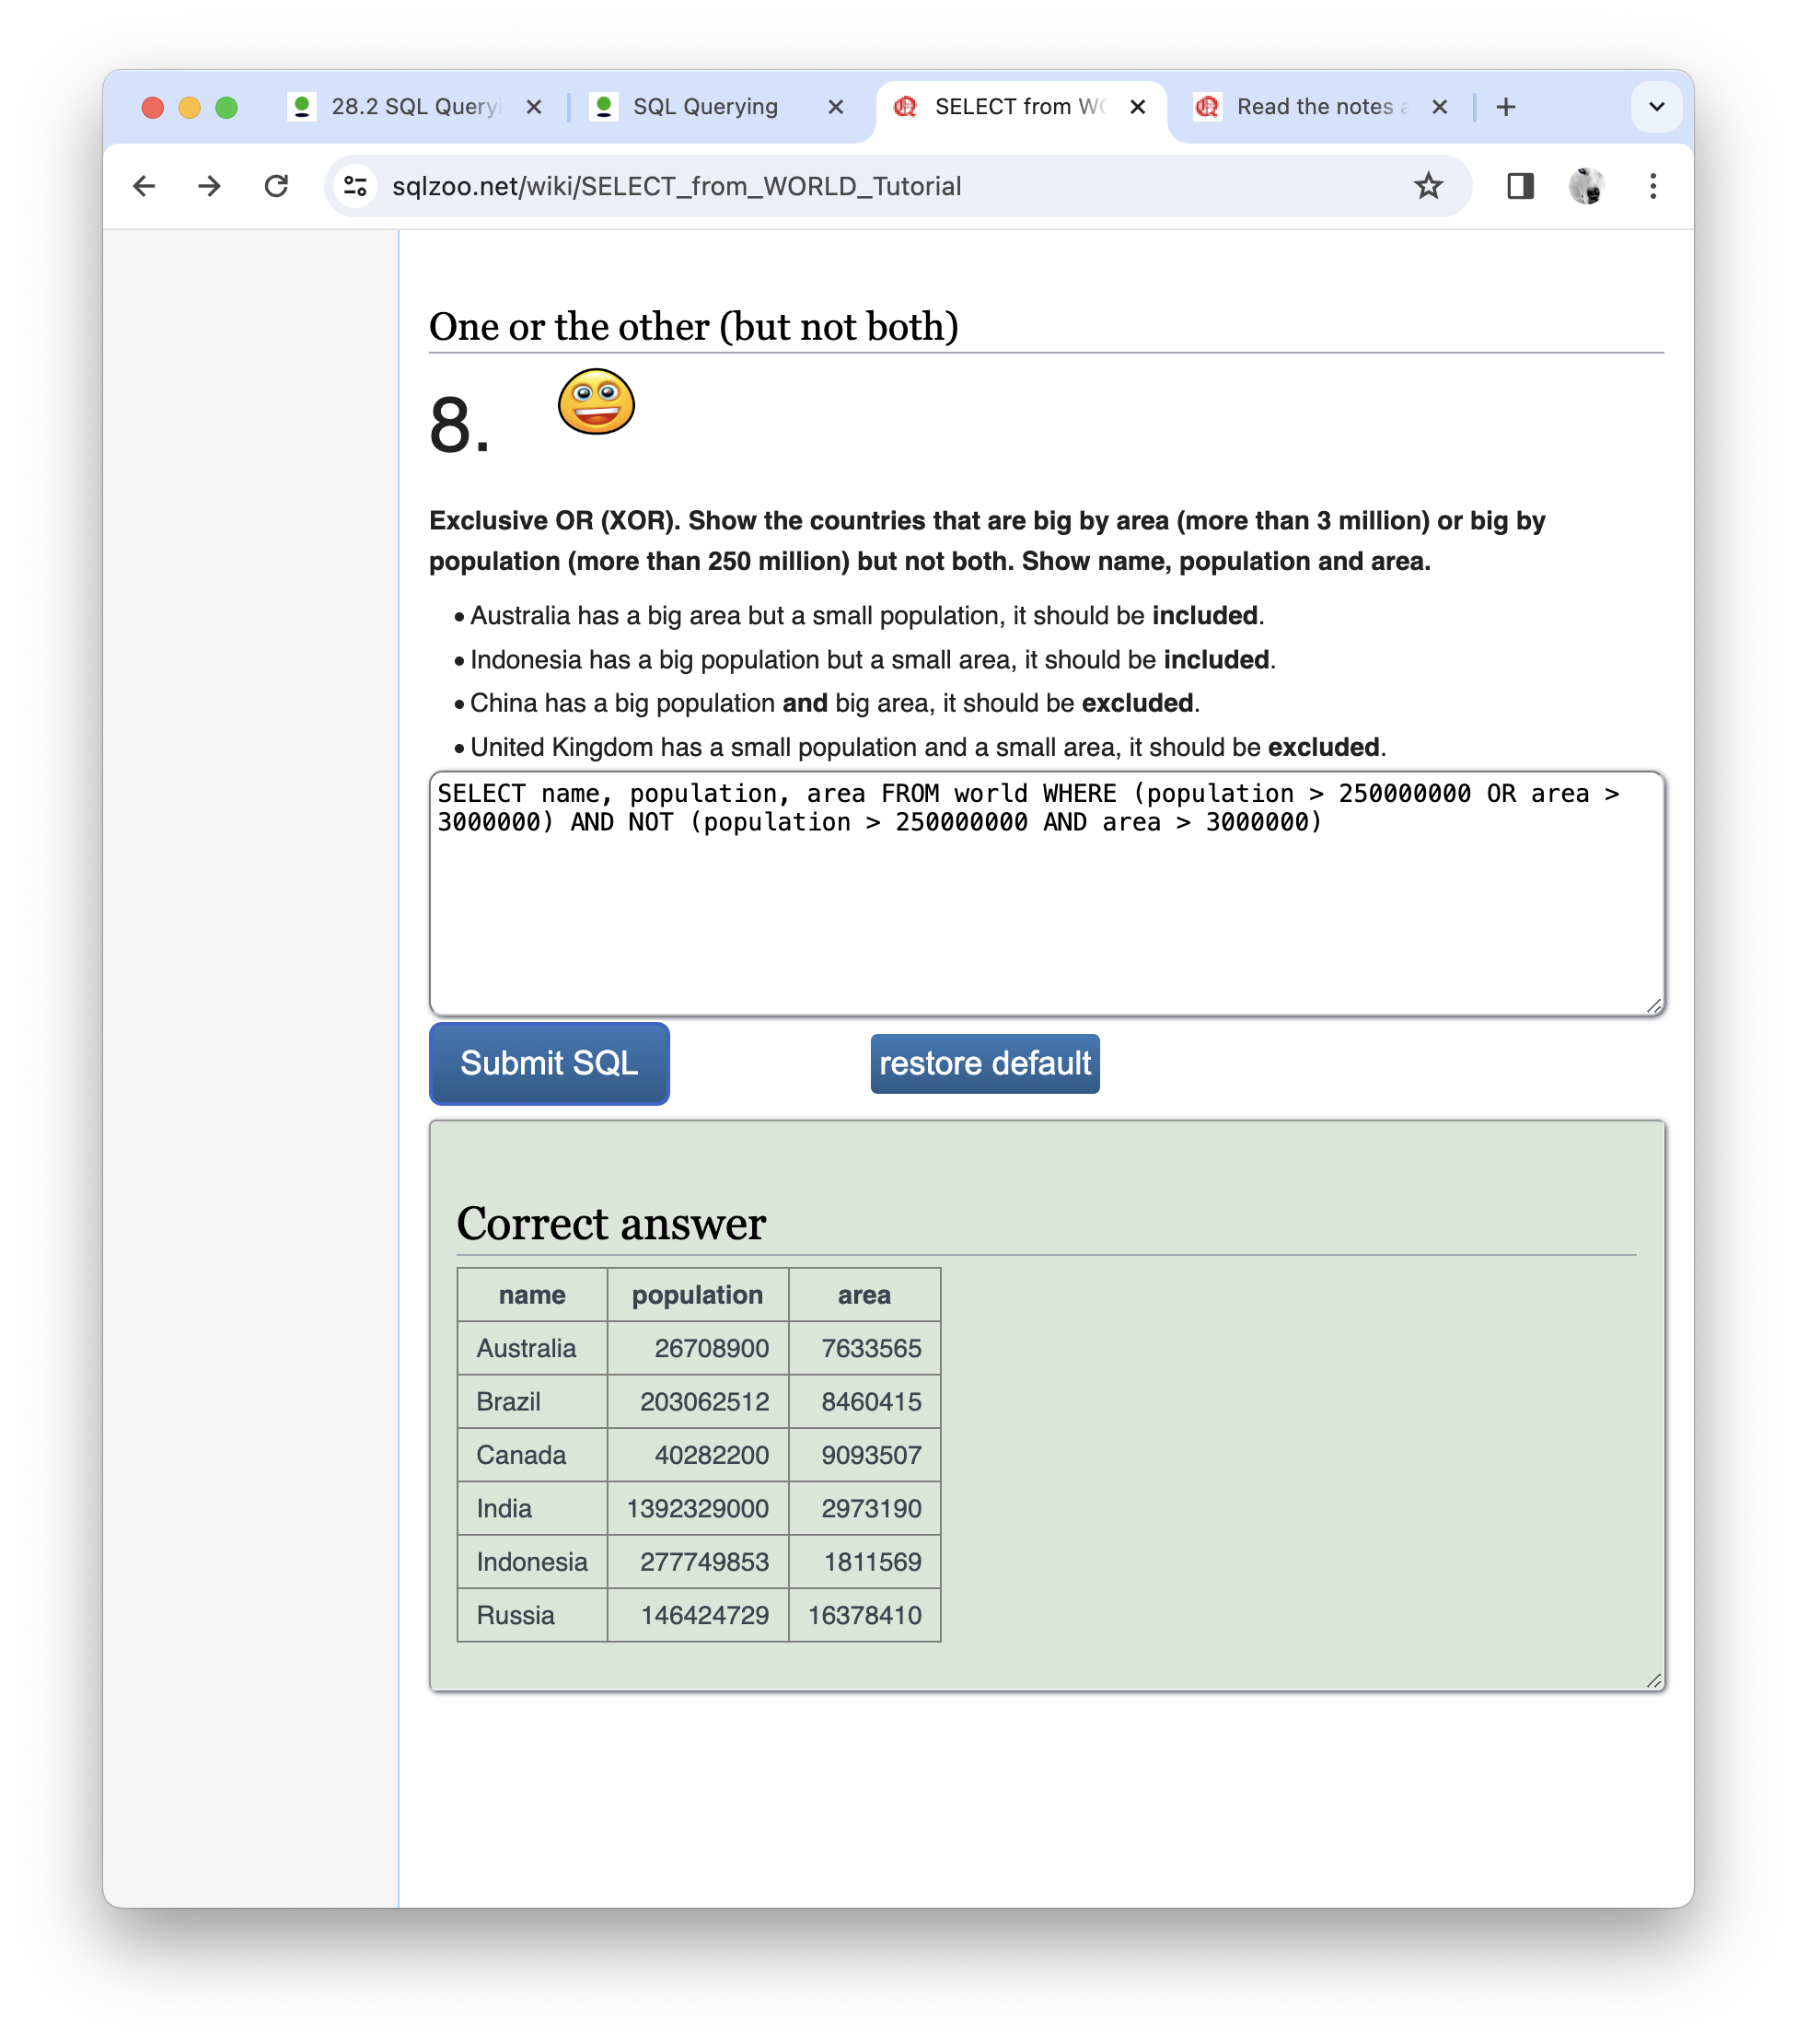 28.2 SQL Queryi
SQL Querying
SELECT from WO
Read the notes a
sqlzoo.net/wiki/SELECT_from_WORLD_Tutorial
One or the other (but not both)
8.
Exclusive OR (XOR). Show the countries that are big by area (more than 3 million) or big by
population (more than 250 million) but not both. Show name, population and area.
• Australia has a big area but a small population, it should be included.
• Indonesia has a big population but a small area, it should be included.
• China has a big population and big area, it should be excluded.
• United Kingdom has a small population and a small area, it should be excluded.
SELECT name, population, area FROM world WHERE (population > 250000000 OR area >
3000000) AND NOT (population > 250000000 AND area > 3000000)
Submit SQL restore default
Correct answer
name population area
Australia 26708900 7633565
Brazil 203062512 8460415
Canada 40282200 9093507
India 1392329000 2973190
Indonesia 277749853 1811569
Russia 146424729 16378410